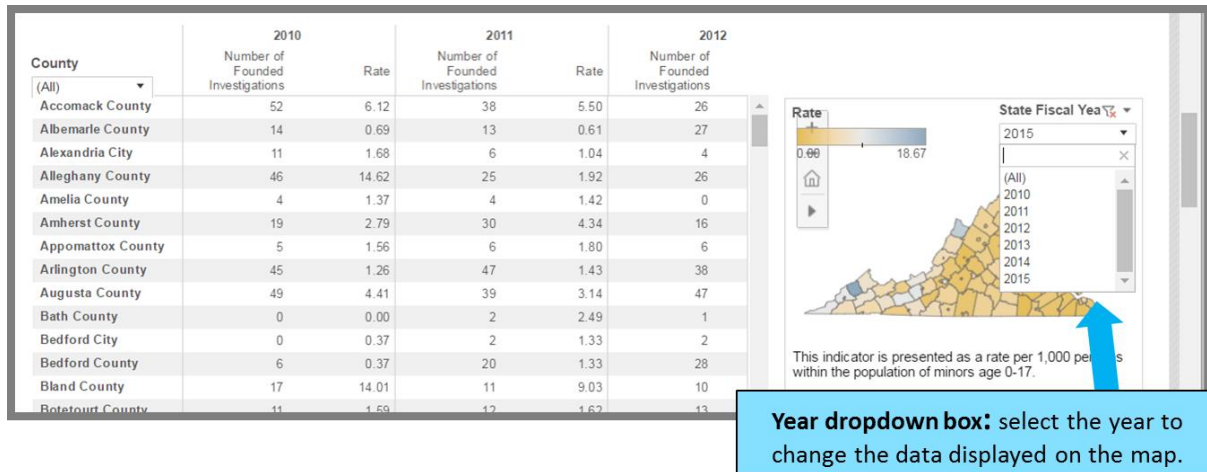 2010 2011 2012
County
Number of Founded Investigations Rate Number of Founded Investigations Rate Number of Founded Investigations
(All)
Accomack County 52 6.12 38 5.50 26
Albemarle County 14 0.69 13 0.61 27
Alexandria City 11 1.68 6 1.04 4
Alleghany County 46 14.62 25 1.92 26
Amelia County 4 1.37 4 1.42 0
Amherst County 19 2.79 30 4.34 16
Appomattox County 5 1.56 6 1.80 6
Arlington County 45 1.26 47 1.43 38
Augusta County 49 4.41 39 3.14 47
Bath County 0 0.00 2 2.49 1
Bedford City 0 0.37 2 1.33 2
Bedford County 6 0.37 20 1.33 28
Bland County 17 14.01 11 9.03 10
Botetourt County 11 1.59 12 1.62 13
Rate
0.00 18.67
State Fiscal Yea
2015
(All)
2010
2011
2012
2013
2014
2015
This indicator is presented as a rate per 1,000
within the population of minors age 0-17.
Year dropdown box: select the year to
change the data displayed on the map.